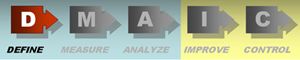 D M A I C
DEFINE MEASURE ANALYZE IMPROVE CONTROL